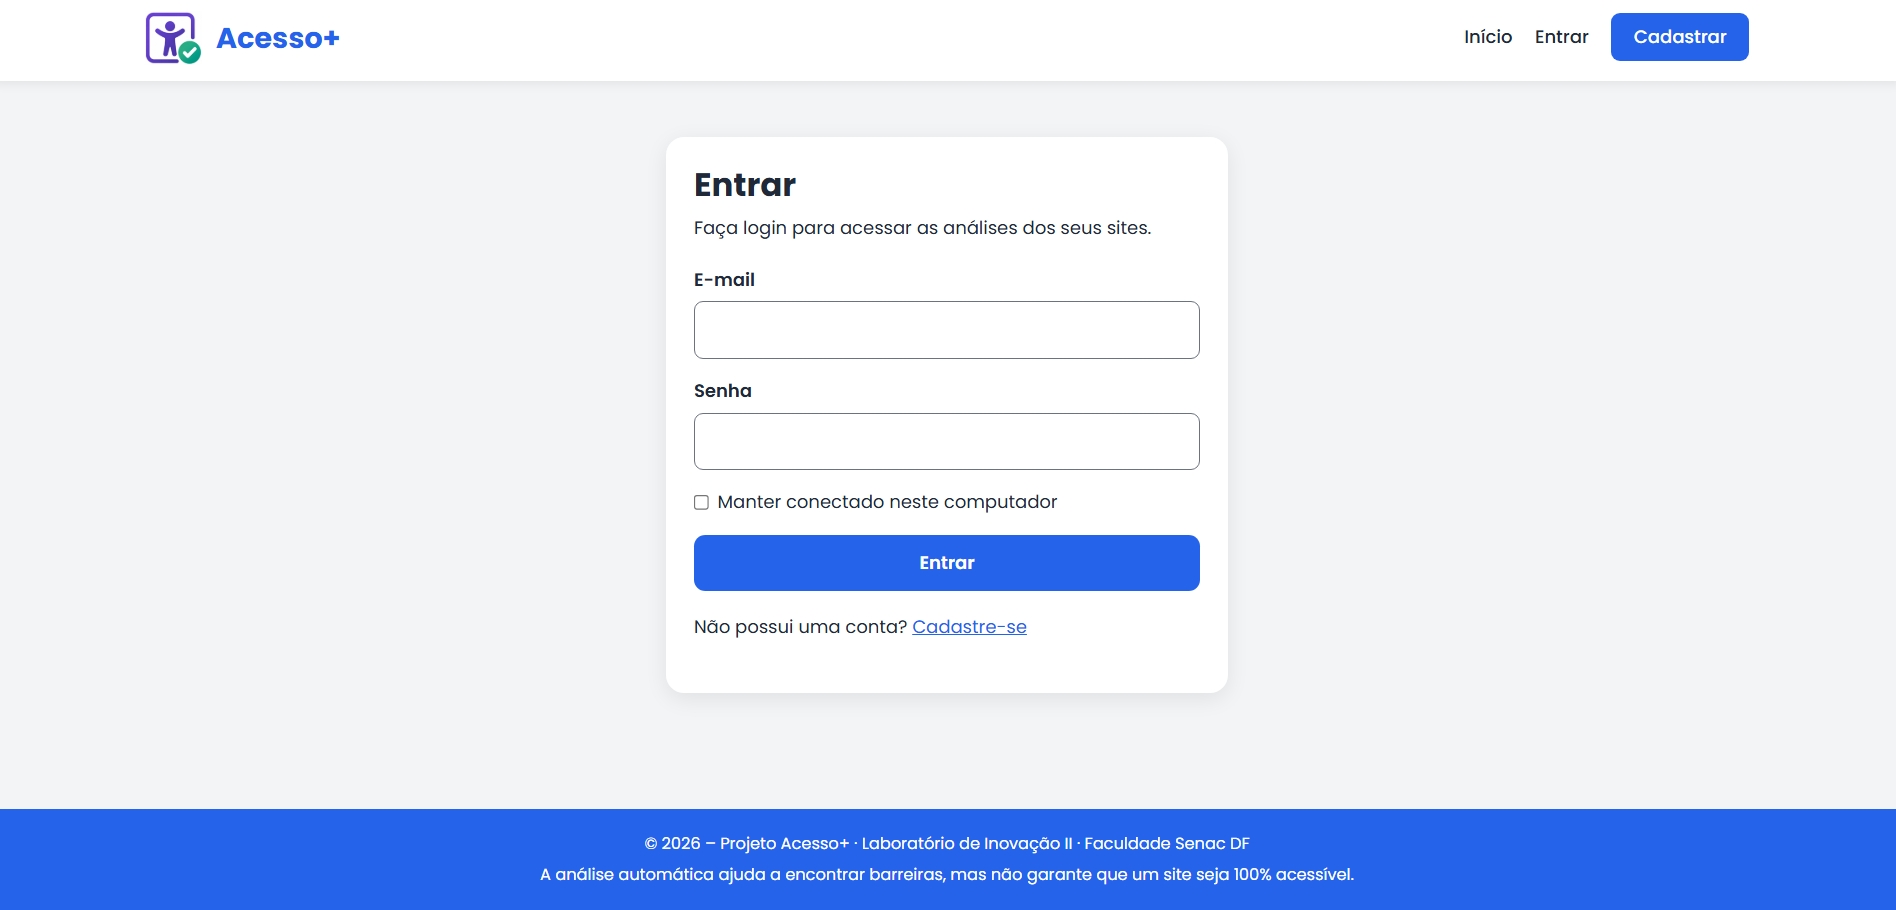 Acesso+
Início Entrar Cadastrar
Entrar
Faça login para acessar as análises dos seus sites.
E-mail
Senha
Manter conectado neste computador
Entrar
Não possui uma conta? Cadastre-se
© 2026 – Projeto Acesso+ · Laboratório de Inovação II · Faculdade Senac DF
A análise automática ajuda a encontrar barreiras, mas não garante que um site seja 100% acessível.